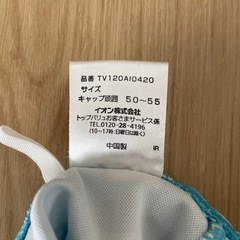 品番 TV120AI0420
サイズ
キャップ頭囲 50～55
イオン株式会社
トップバリュお客さまサービス係
TEL.0120-28-4196
(10～17時:日曜日は除く)
中国製 IR